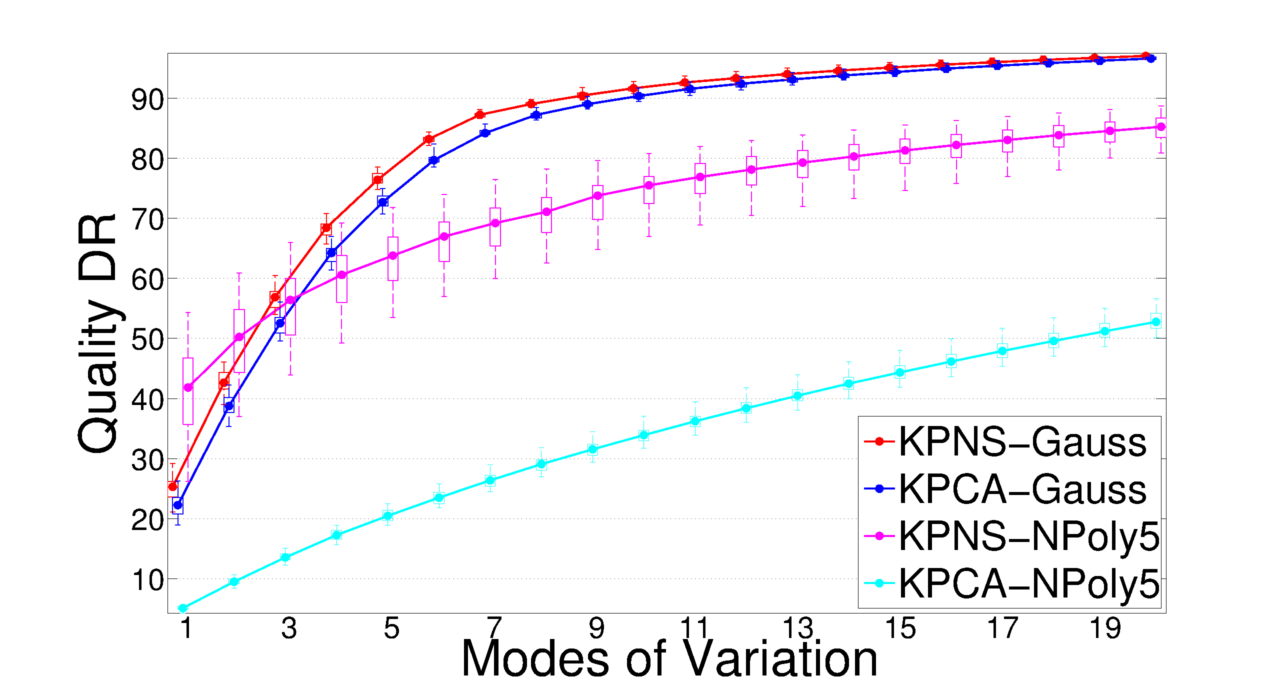 Quality DR
90
80
70
60
50
40
30
20
10
1 3 5 7 9 11 13 15 17 19
Modes of Variation
KPNS−Gauss
KPCA−Gauss
KPNS−NPoly5
KPCA−NPoly5